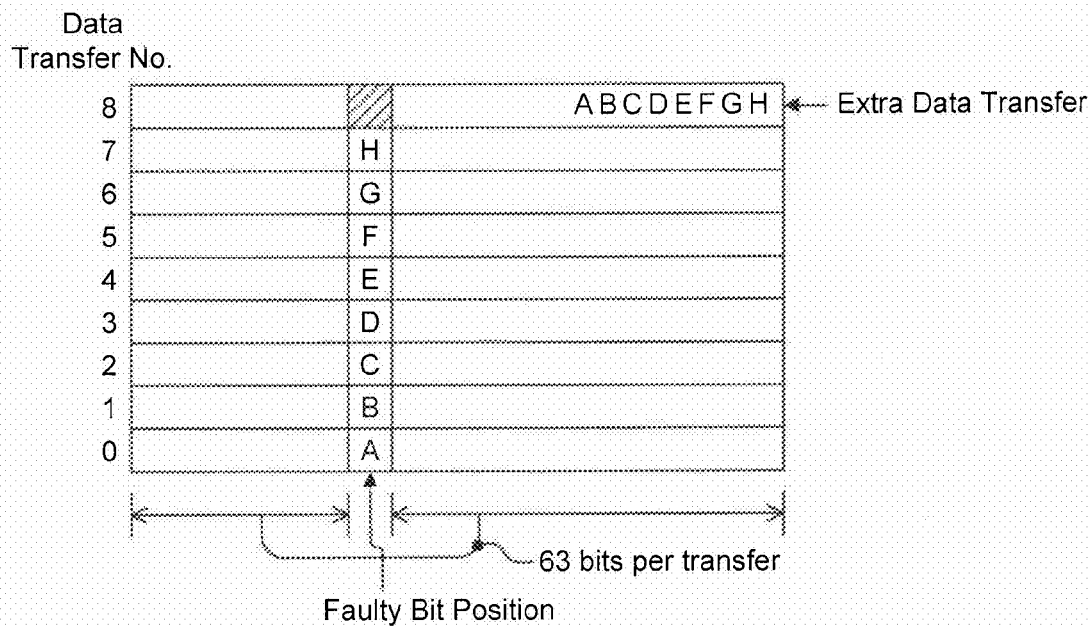 Data
Transfer No.
8 A B C D E F G H Extra Data Transfer
7 H
6 G
5 F
4 E
3 D
2 C
1 B
0 A
63 bits per transfer
Faulty Bit Position